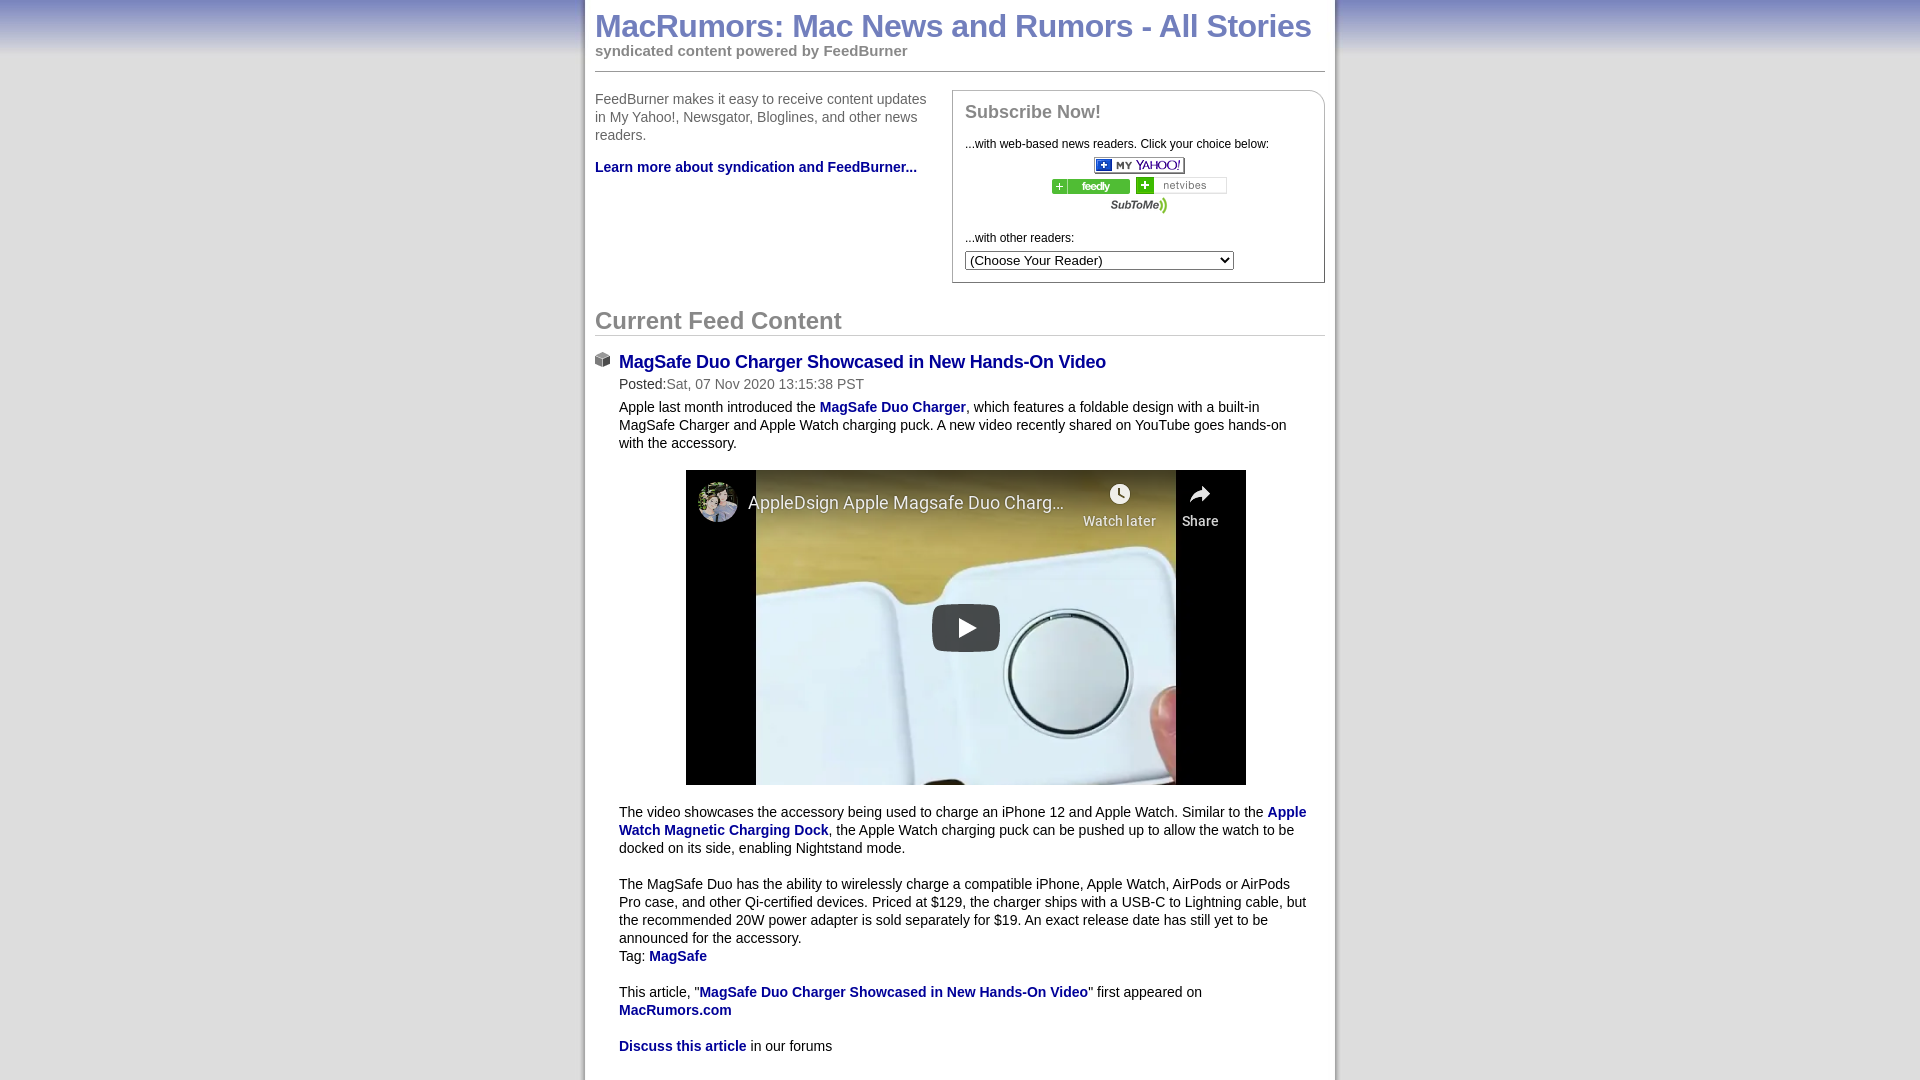 MacRumors: Mac News and Rumors - All Stories
syndicated content powered by FeedBurner
FeedBurner makes it easy to receive content updates
in My Yahoo!, Newsgator, Bloglines, and other news
readers.
Learn more about syndication and FeedBurner...
Subscribe Now!
...with web-based news readers. Click your choice below:
MY YAHOO!
feedly
netvibes
SubToMe
...with other readers:
(Choose Your Reader)
Current Feed Content
MagSafe Duo Charger Showcased in New Hands-On Video
Posted:Sat, 07 Nov 2020 13:15:38 PST
Apple last month introduced the MagSafe Duo Charger, which features a foldable design with a built-in
MagSafe Charger and Apple Watch charging puck. A new video recently shared on YouTube goes hands-on
with the accessory.
AppleDsign Apple Magsafe Duo Charg...
Watch later
Share
The video showcases the accessory being used to charge an iPhone 12 and Apple Watch. Similar to the Apple
Watch Magnetic Charging Dock, the Apple Watch charging puck can be pushed up to allow the watch to be
docked on its side, enabling Nightstand mode.
The MagSafe Duo has the ability to wirelessly charge a compatible iPhone, Apple Watch, AirPods or AirPods
Pro case, and other Qi-certified devices. Priced at $129, the charger ships with a USB-C to Lightning cable, but
the recommended 20W power adapter is sold separately for $19. An exact release date has still yet to be
announced for the accessory.
Tag: MagSafe
This article, "MagSafe Duo Charger Showcased in New Hands-On Video" first appeared on
MacRumors.com
Discuss this article in our forums